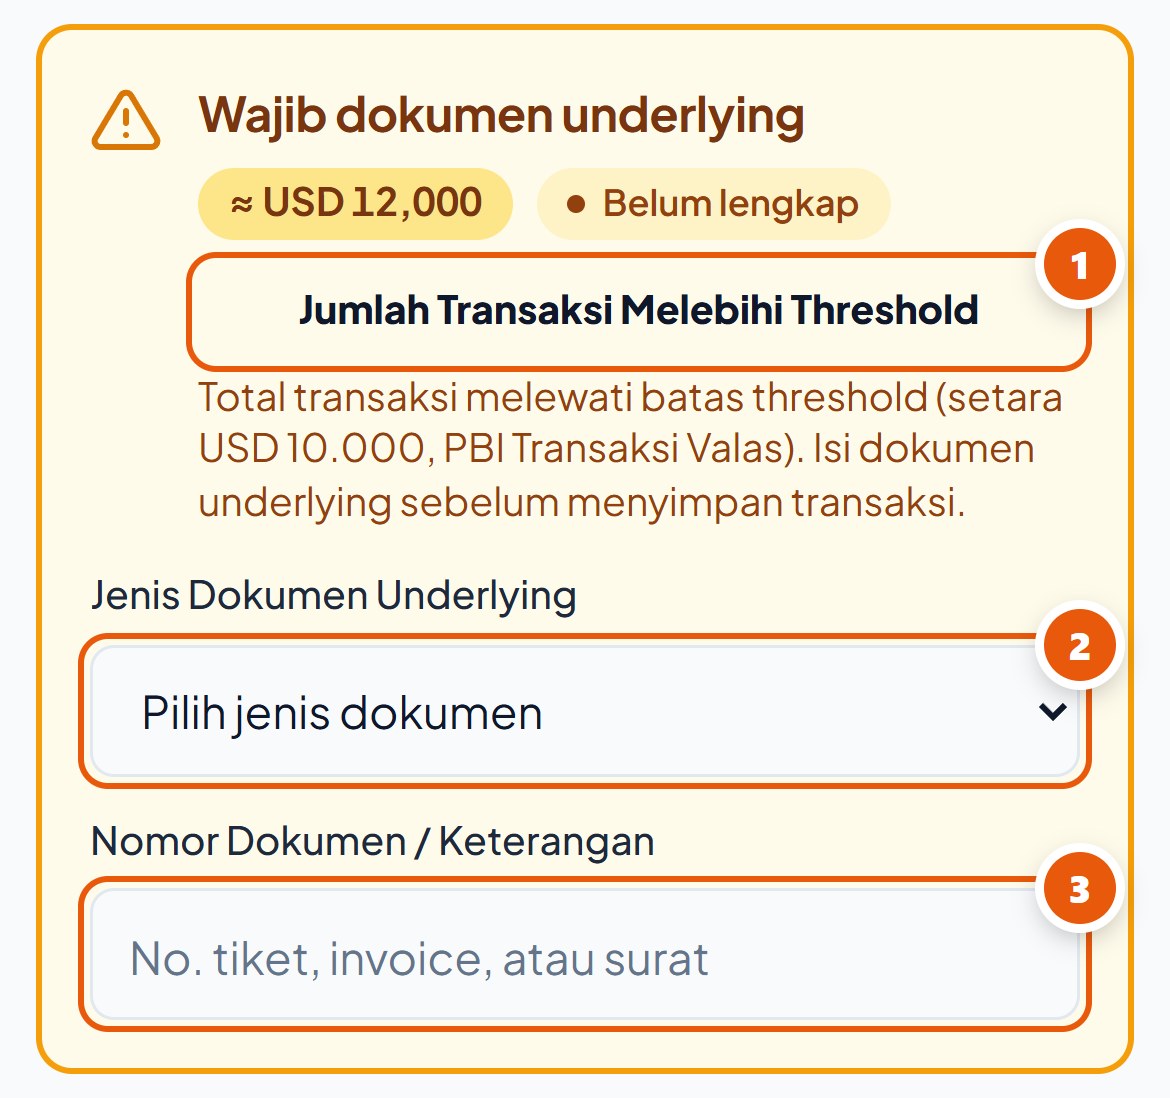 Wajib dokumen underlying
≈ USD 12,000
● Belum lengkap
1
Jumlah Transaksi Melebihi Threshold
Total transaksi melewati batas threshold (setara
USD 10.000, PBI Transaksi Valas). Isi dokumen
underlying sebelum menyimpan transaksi.
Jenis Dokumen Underlying
2
Pilih jenis dokumen
Nomor Dokumen / Keterangan
3
No. tiket, invoice, atau surat